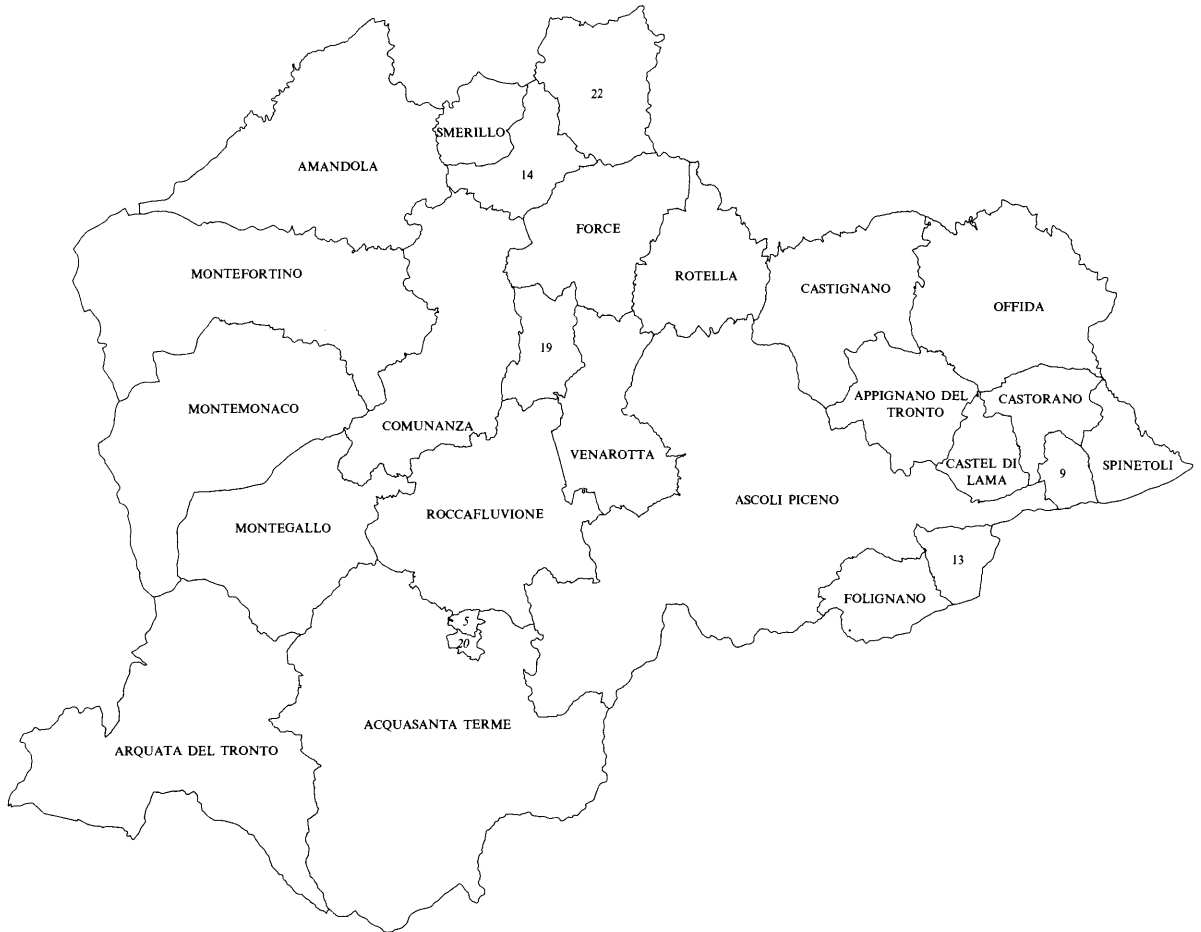 22
SMERILLO
AMANDOLA
14
FORCE
MONTEFORTINO
ROTELLA
CASTIGNANO
OFFIDA
19
APPIGNANO DEL
TRONTO
CASTORANO
MONTEMONACO
COMUNANZA
VENAROTTA
CASTEL DI
LAMA
9
SPINETOLI
ASCOLI PICENO
ROCCAFLUVIONE
MONTEGALLO
13
FOLIGNANO
5
20
ACQUASANTA TERME
ARQUATA DEL TRONTO